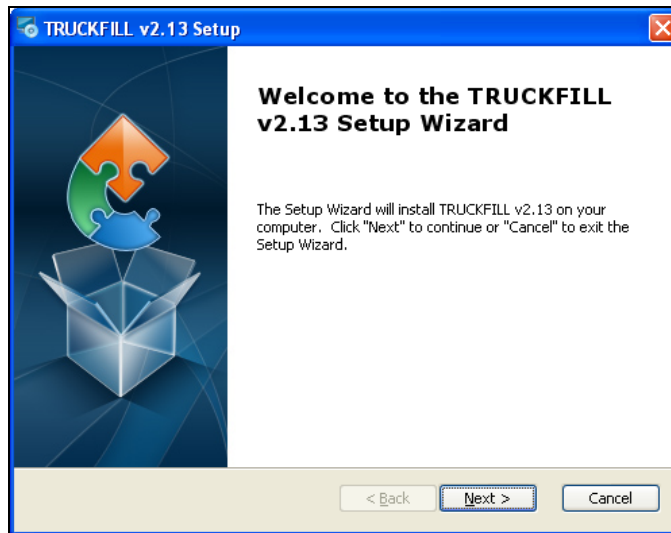 TRUCKFILL v2.13 Setup
Welcome to the TRUCKFILL
v2.13 Setup Wizard
The Setup Wizard will install TRUCKFILL v2.13 on your
computer. Click "Next" to continue or "Cancel" to exit the
Setup Wizard.
< Back Next > Cancel